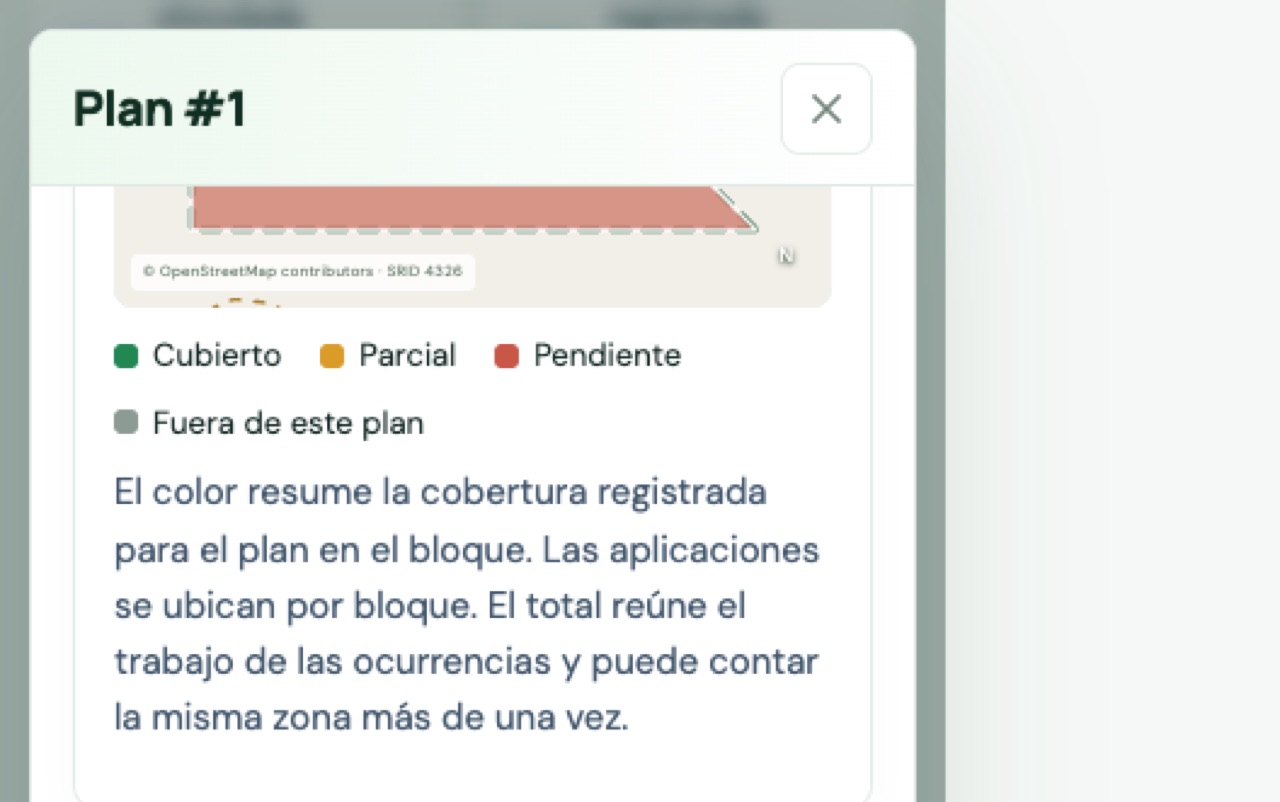 vinculada registrada
Plan #1
© OpenStreetMap contributors · SRID 4326
N
Cubierto Parcial Pendiente
Fuera de este plan
El color resume la cobertura registrada
para el plan en el bloque. Las aplicaciones
se ubican por bloque. El total reúne el
trabajo de las ocurrencias y puede contar
la misma zona más de una vez.